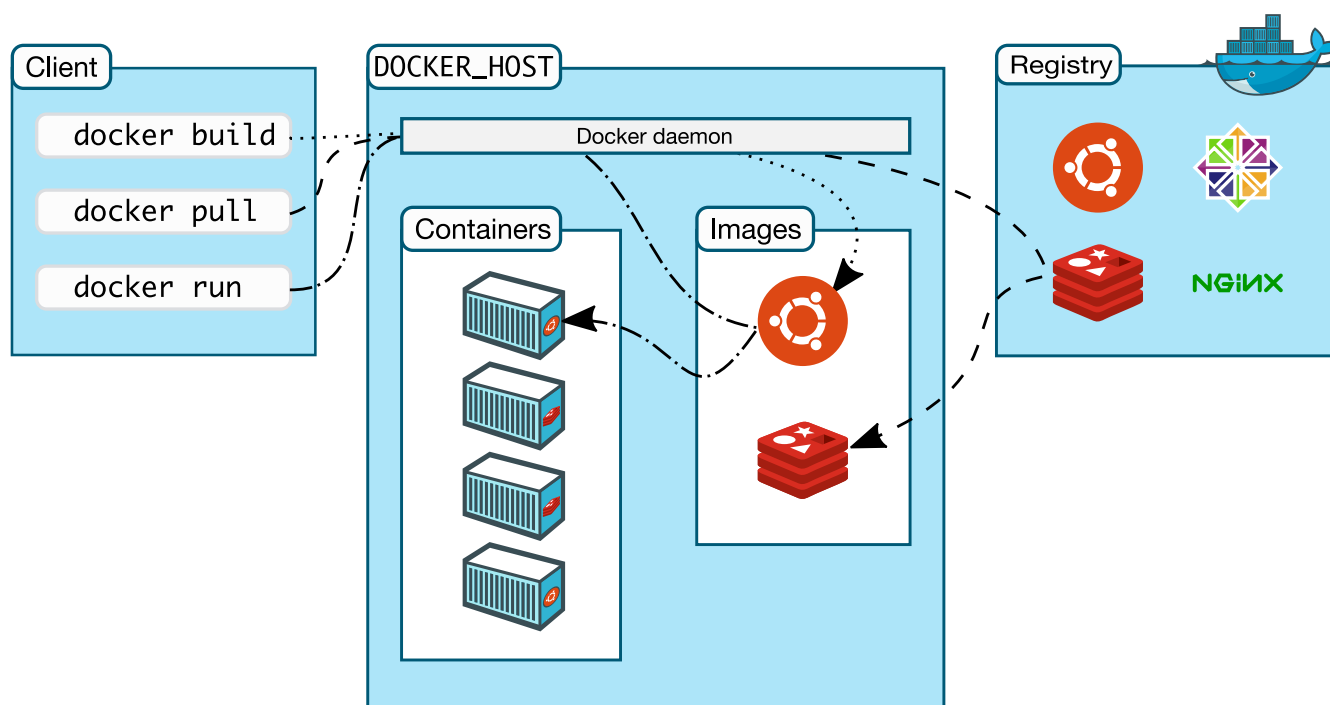 Client
docker build
docker pull
docker run
DOCKER_HOST
Docker daemon
Containers
Images
Registry
NGiNX